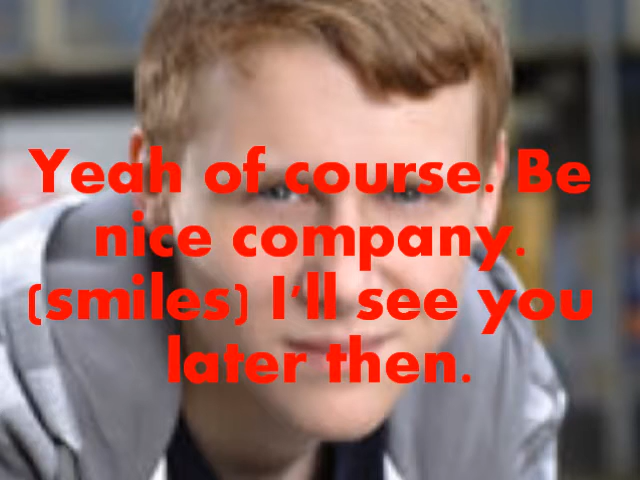 Yeah of course. Be
nice company.
(smiles) I'll see you
later then.